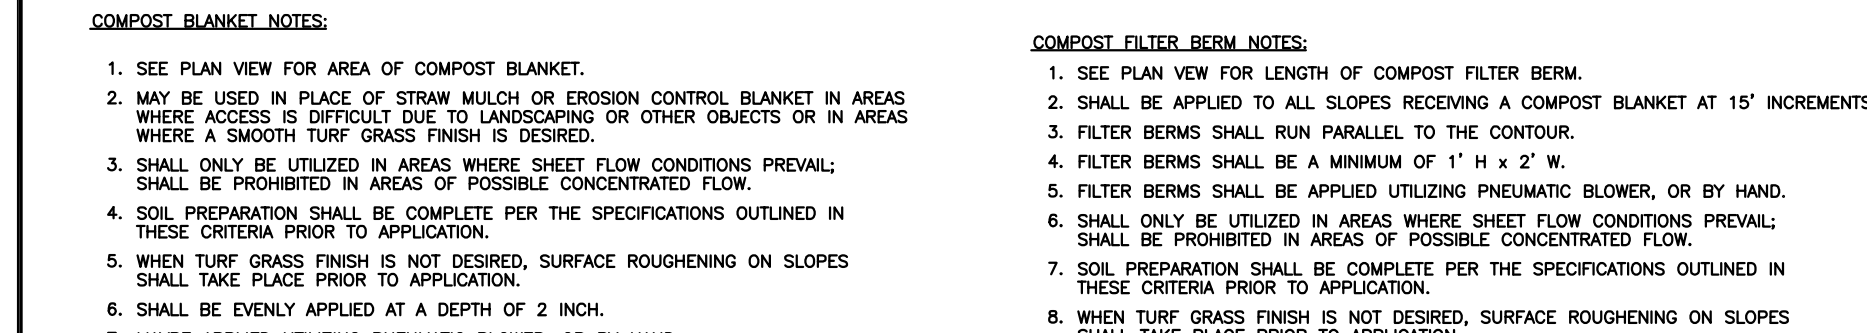 COMPOST BLANKET NOTES:
1. SEE PLAN VIEW FOR AREA OF COMPOST BLANKET.
2. MAY BE USED IN PLACE OF STRAW MULCH OR EROSION CONTROL BLANKET IN AREAS
WHERE ACCESS IS DIFFICULT DUE TO LANDSCAPING OR OTHER OBJECTS OR IN AREAS
WHERE A SMOOTH TURF GRASS FINISH IS DESIRED.
3. SHALL ONLY BE UTILIZED IN AREAS WHERE SHEET FLOW CONDITIONS PREVAIL;
SHALL BE PROHIBITED IN AREAS OF POSSIBLE CONCENTRATED FLOW.
4. SOIL PREPARATION SHALL BE COMPLETE PER THE SPECIFICATIONS OUTLINED IN
THESE CRITERIA PRIOR TO APPLICATION.
5. WHEN TURF GRASS FINISH IS NOT DESIRED, SURFACE ROUGHENING ON SLOPES
SHALL TAKE PLACE PRIOR TO APPLICATION.
6. SHALL BE EVENLY APPLIED AT A DEPTH OF 2 INCH.
COMPOST FILTER BERM NOTES:
1. SEE PLAN VEW FOR LENGTH OF COMPOST FILTER BERM.
2. SHALL BE APPLIED TO ALL SLOPES RECEIVING A COMPOST BLANKET AT 15' INCREMENTS
3. FILTER BERMS SHALL RUN PARALLEL TO THE CONTOUR.
4. FILTER BERMS SHALL BE A MINIMUM OF 1' H x 2' W.
5. FILTER BERMS SHALL BE APPLIED UTILIZING PNEUMATIC BLOWER, OR BY HAND.
6. SHALL ONLY BE UTILIZED IN AREAS WHERE SHEET FLOW CONDITIONS PREVAIL;
SHALL BE PROHIBITED IN AREAS OF POSSIBLE CONCENTRATED FLOW.
7. SOIL PREPARATION SHALL BE COMPLETE PER THE SPECIFICATIONS OUTLINED IN
THESE CRITERIA PRIOR TO APPLICATION.
8. WHEN TURF GRASS FINISH IS NOT DESIRED, SURFACE ROUGHENING ON SLOPES